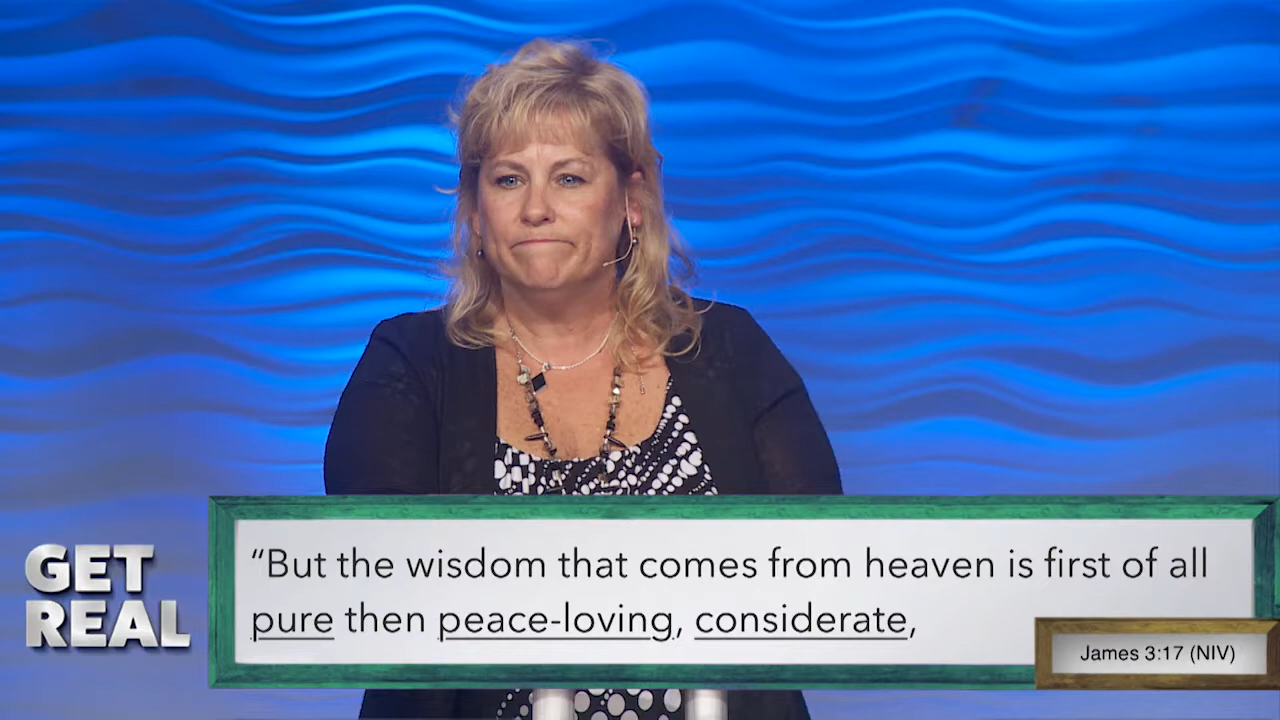 GET
REAL
“But the wisdom that comes from heaven is first of all
pure then peace-loving, considerate,
James 3:17 (NIV)